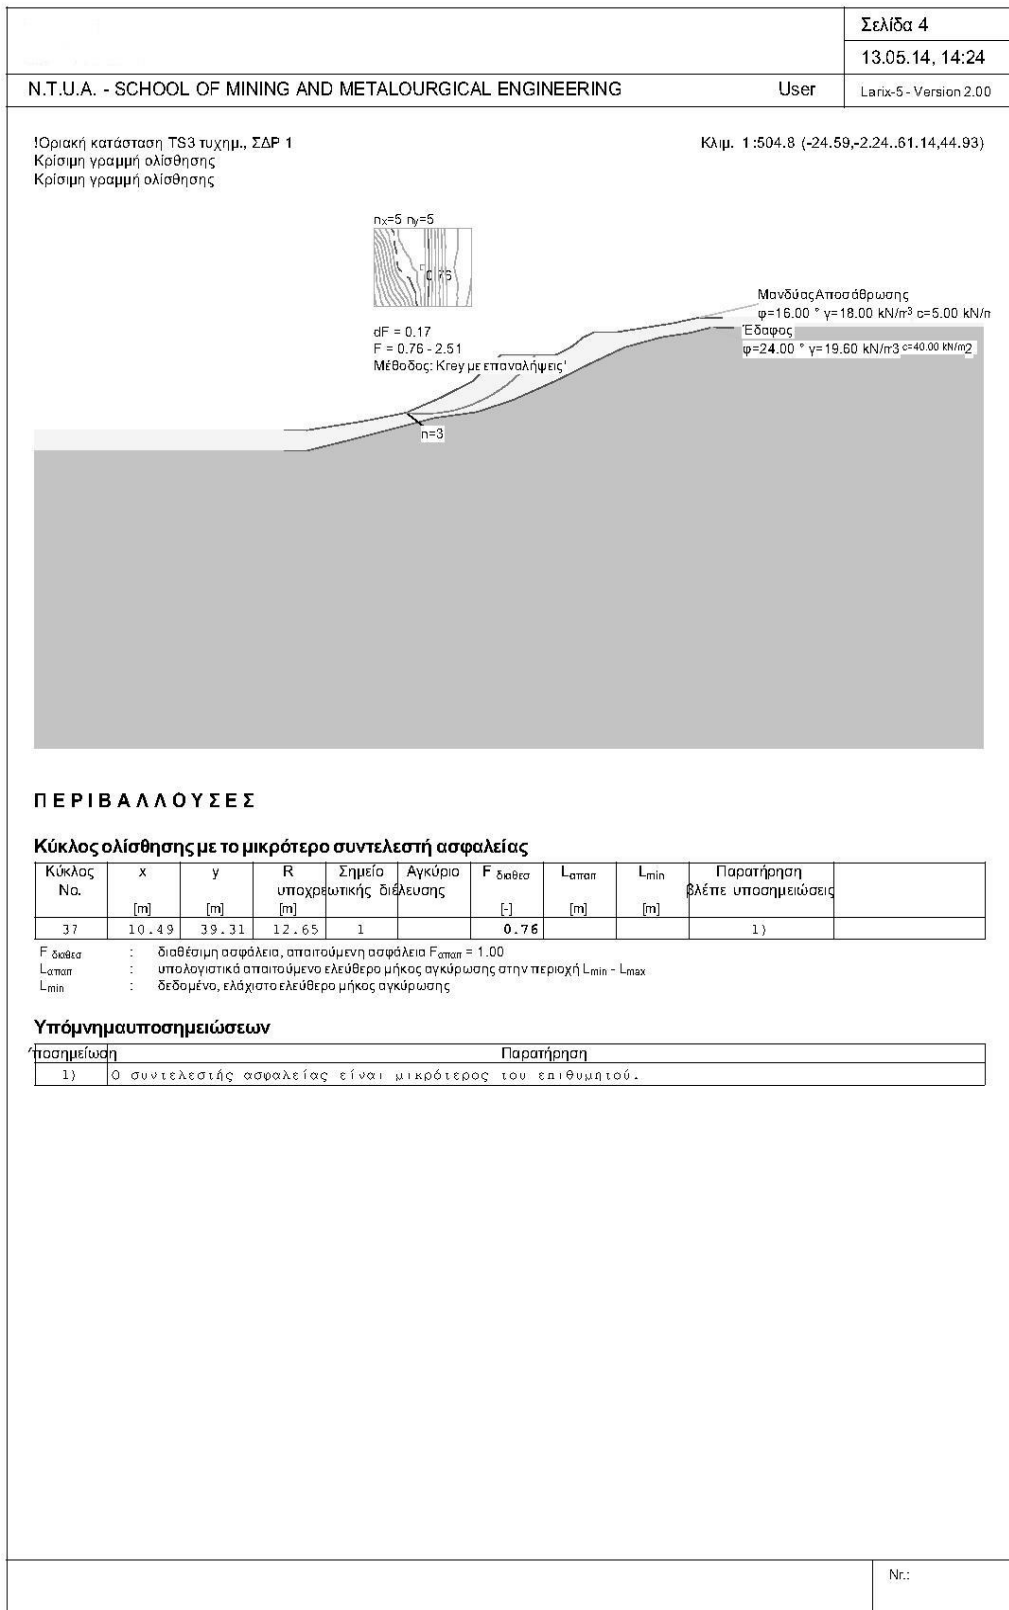 Σελίδα 4
13.05.14, 14:24
N.T.U.A. - SCHOOL OF MINING AND METALOURGICAL ENGINEERING User Larix-5 - Version 2.00
!Οριακή κατάσταση TS3 τυχημ., ΣΔΡ 1 Κλιμ. 1:504.8 (-24.59,-2.24..61.14,44.93)
Κρίσιμη γραμμή ολίσθησης
Κρίσιμη γραμμή ολίσθησης
nx=5 ny=5
0.76
Μανδύας Αποσάθρωσης
φ=16.00 ° γ=18.00 kN/m3 c=5.00 kN/m
dF = 0.17
Έδαφος
F = 0.76 - 2.51
φ=24.00 ° γ=19.60 kN/m3 c=40.00 kN/m2
Μέθοδος: Krey με επαναλήψεις'
n=3
ΠΕΡΙΒΑΛΛΟΥΣΕΣ
Κύκλος ολίσθησης με το μικρότερο συντελεστή ασφαλείας
Κύκλος x y R Σημείο Αγκύριο F διαθεσ Lαπαιτ Lmin Παρατήρηση
No. υποχρεωτικής διέλευσης βλέπε υποσημειώσεις
[m] [m] [m] [-] [m] [m]
37 10.49 39.31 12.65 1 0.76 1)
F διαθεσ : διαθέσιμη ασφάλεια, απαιτούμενη ασφάλεια Fαπαιτ = 1.00
Lαπαιτ : υπολογιστικά απαιτούμενο ελεύθερο μήκος αγκύρωσης στην περιοχή Lmin - Lmax
Lmin : δεδομένο, ελάχιστο ελεύθερο μήκος αγκύρωσης
Υπόμνημα υποσημειώσεων
Ύποσημείωση Παρατήρηση
1) Ο συντελεστής ασφαλείας είναι μικρότερος του επιθυμητού.
Nr.: